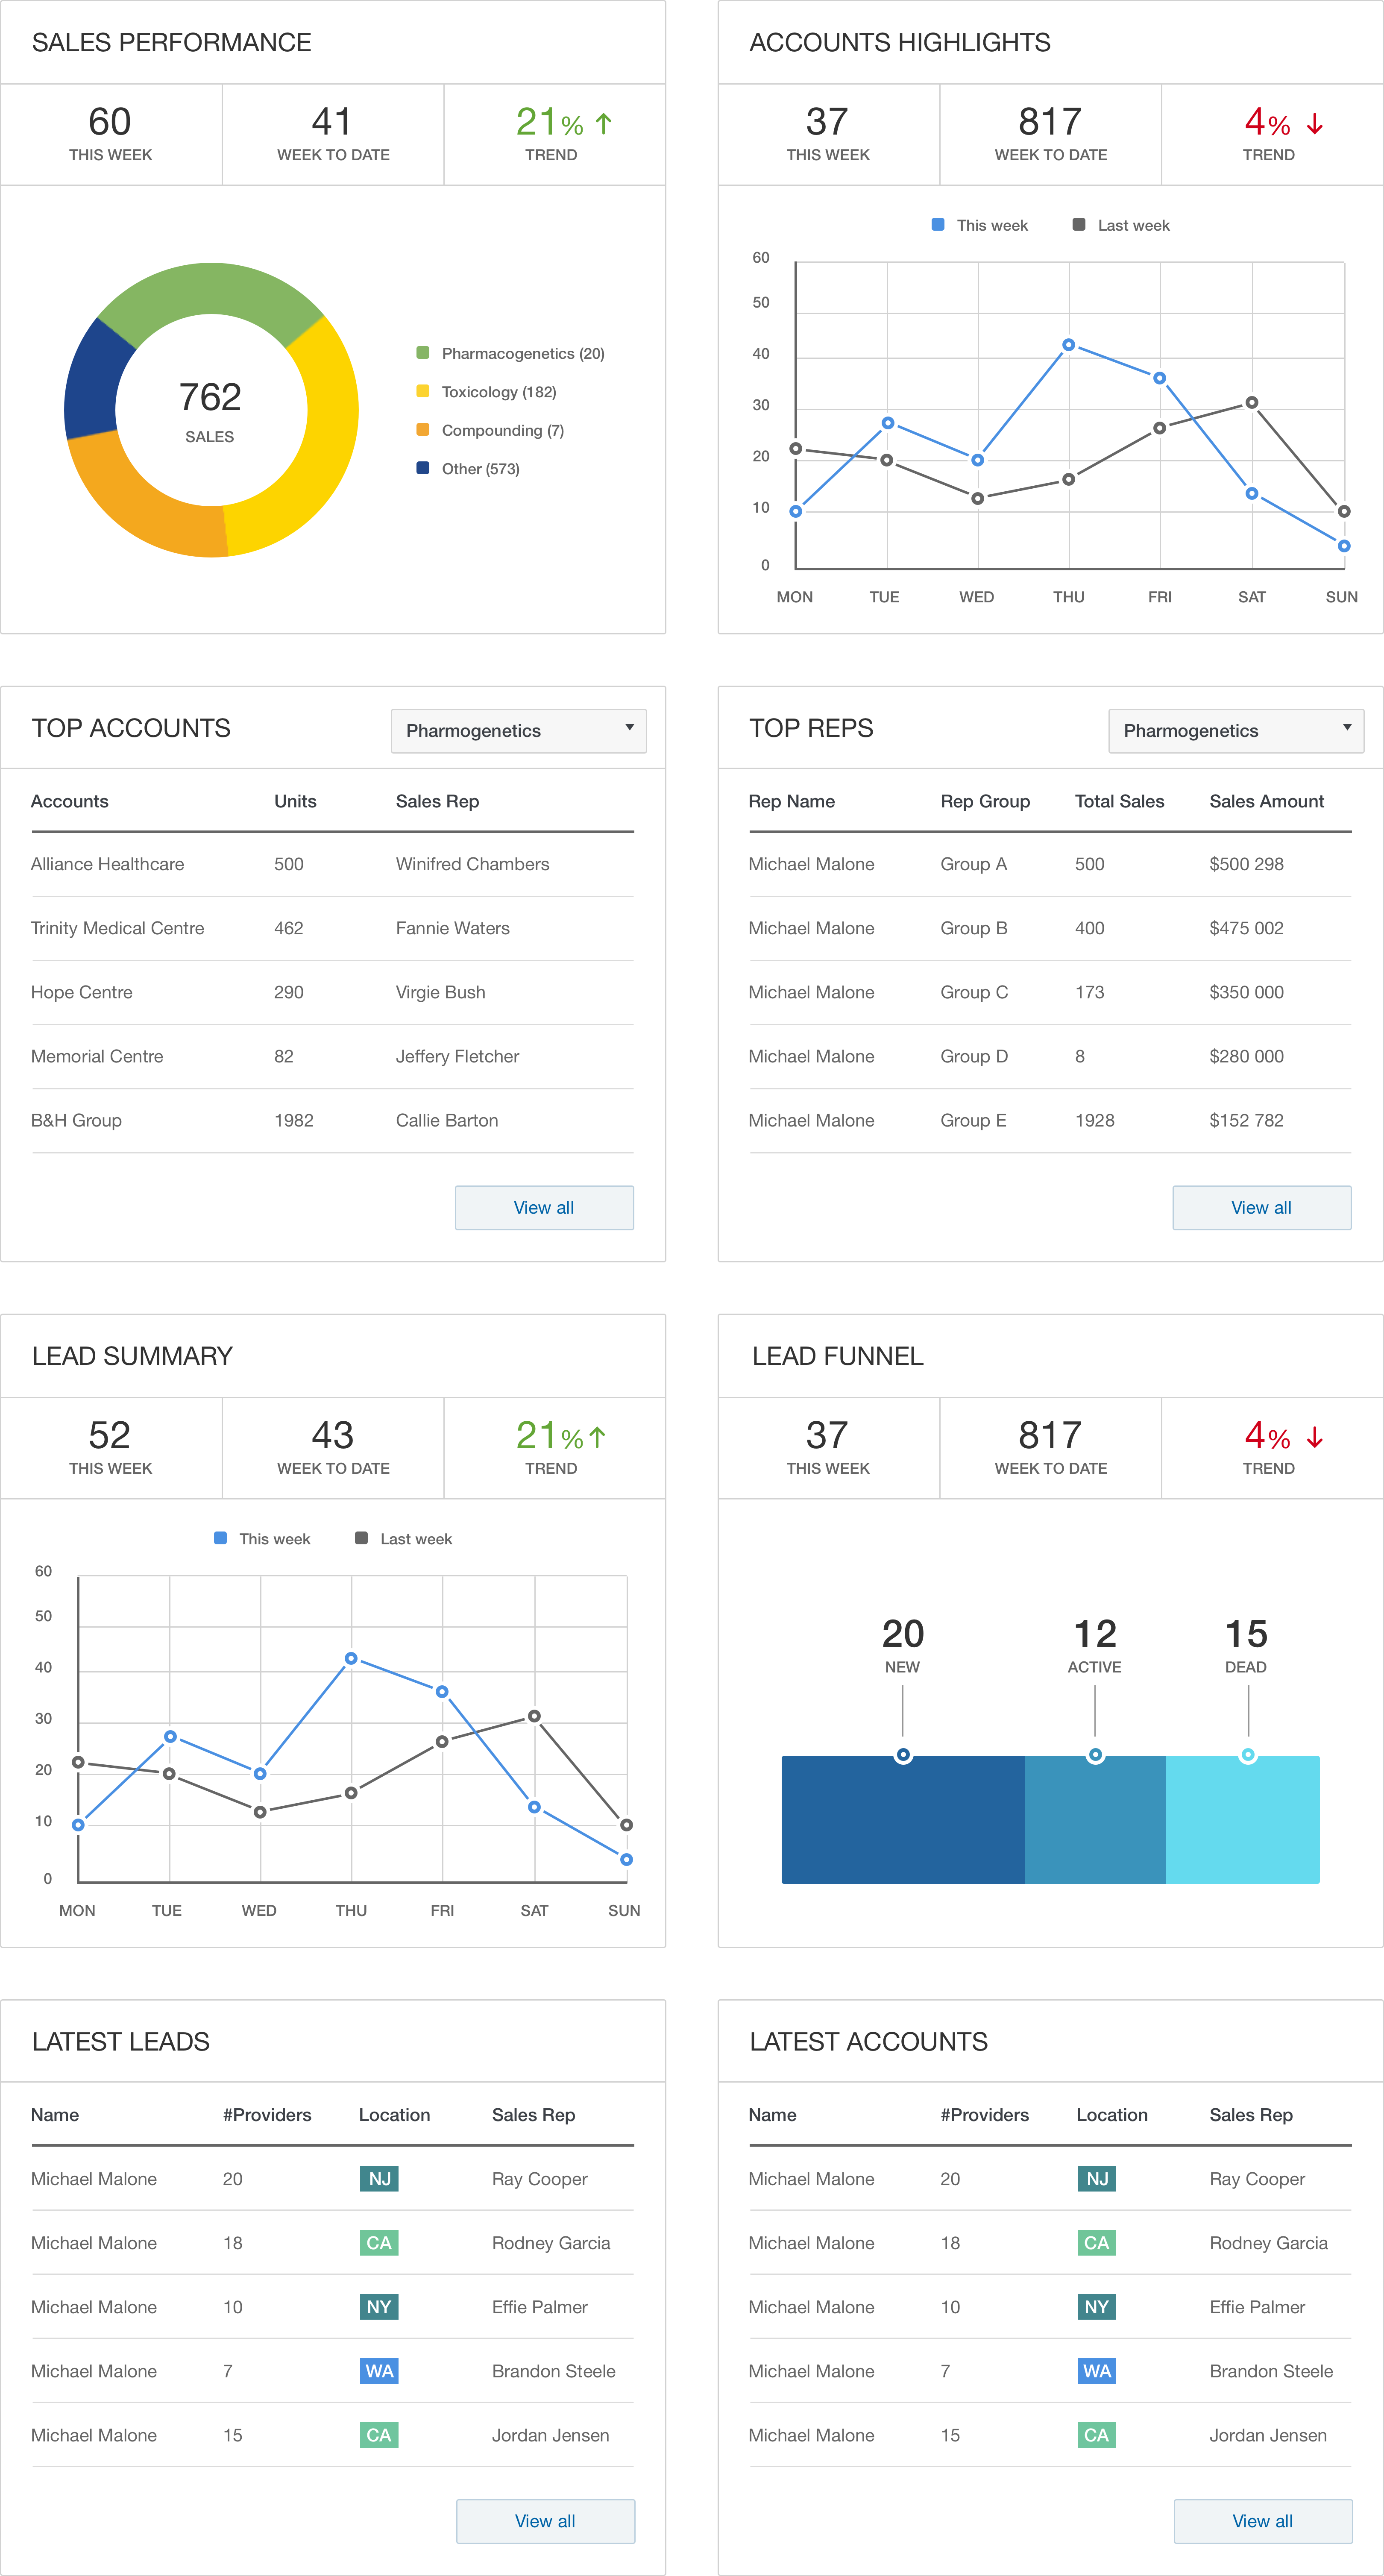 SALES PERFORMANCE
60
THIS WEEK
41
WEEK TO DATE
21% ↑
TREND
762
SALES
Pharmacogenetics (20)
Toxicology (182)
Compounding (7)
Other (573)
ACCOUNTS HIGHLIGHTS
37
THIS WEEK
817
WEEK TO DATE
4% ↓
TREND
This week Last week
60
50
40
30
20
10
0
MON TUE WED THU FRI SAT SUN
TOP ACCOUNTS Pharmogenetics
Accounts Units Sales Rep
Alliance Healthcare 500 Winifred Chambers
Trinity Medical Centre 462 Fannie Waters
Hope Centre 290 Virgie Bush
Memorial Centre 82 Jeffery Fletcher
B&H Group 1982 Callie Barton
View all
TOP REPS Pharmogenetics
Rep Name Rep Group Total Sales Sales Amount
Michael Malone Group A 500 $500 298
Michael Malone Group B 400 $475 002
Michael Malone Group C 173 $350 000
Michael Malone Group D 8 $280 000
Michael Malone Group E 1928 $152 782
View all
LEAD SUMMARY
52
THIS WEEK
43
WEEK TO DATE
21% ↑
TREND
This week Last week
60
50
40
30
20
10
0
MON TUE WED THU FRI SAT SUN
LEAD FUNNEL
37
THIS WEEK
817
WEEK TO DATE
4% ↓
TREND
20
NEW
12
ACTIVE
15
DEAD
LATEST LEADS
Name #Providers Location Sales Rep
Michael Malone 20 NJ Ray Cooper
Michael Malone 18 CA Rodney Garcia
Michael Malone 10 NY Effie Palmer
Michael Malone 7 WA Brandon Steele
Michael Malone 15 CA Jordan Jensen
View all
LATEST ACCOUNTS
Name #Providers Location Sales Rep
Michael Malone 20 NJ Ray Cooper
Michael Malone 18 CA Rodney Garcia
Michael Malone 10 NY Effie Palmer
Michael Malone 7 WA Brandon Steele
Michael Malone 15 CA Jordan Jensen
View all